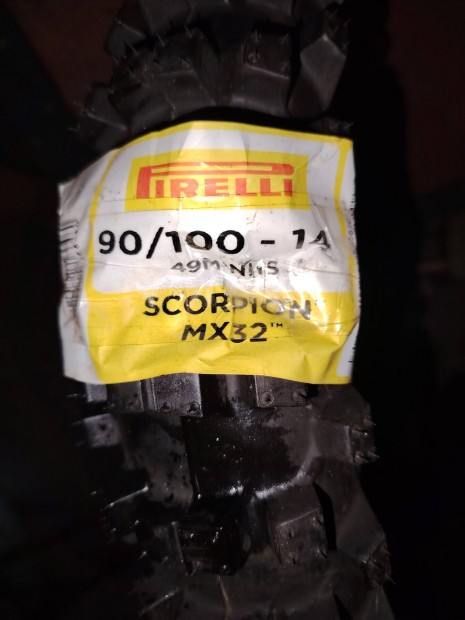 PIRELLI
90/100 - 14
49M NHS
SCORPION
MX32™